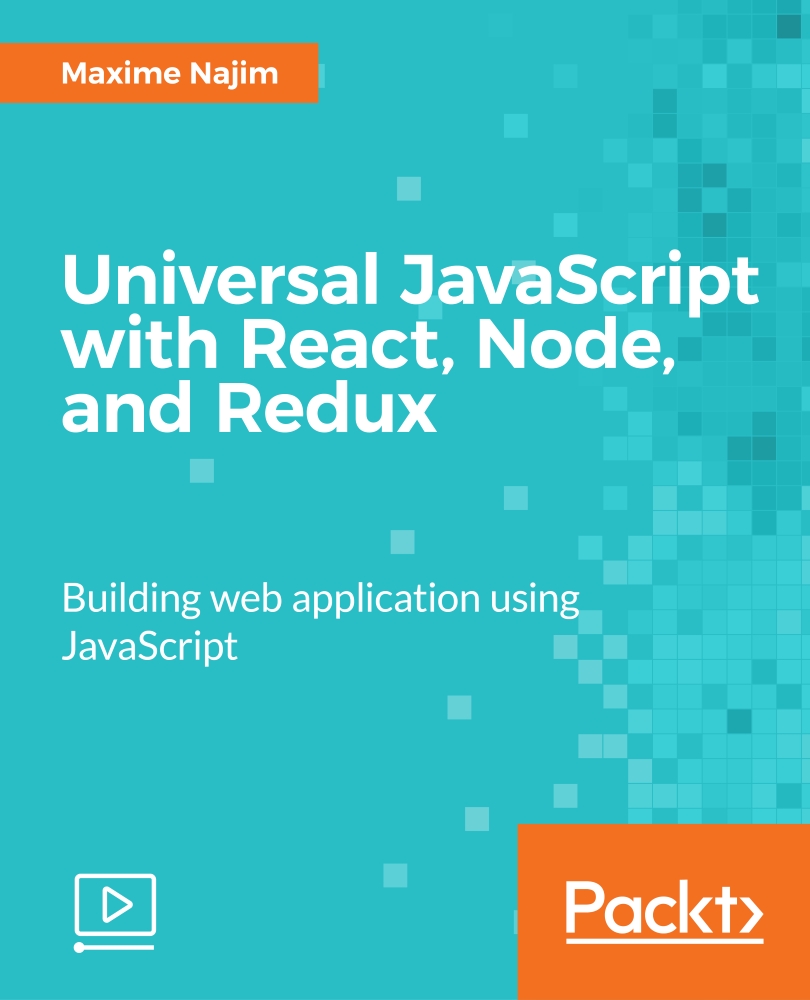 Maxime Najim
Universal JavaScript
with React, Node,
and Redux
Building web application using
JavaScript
Packt>